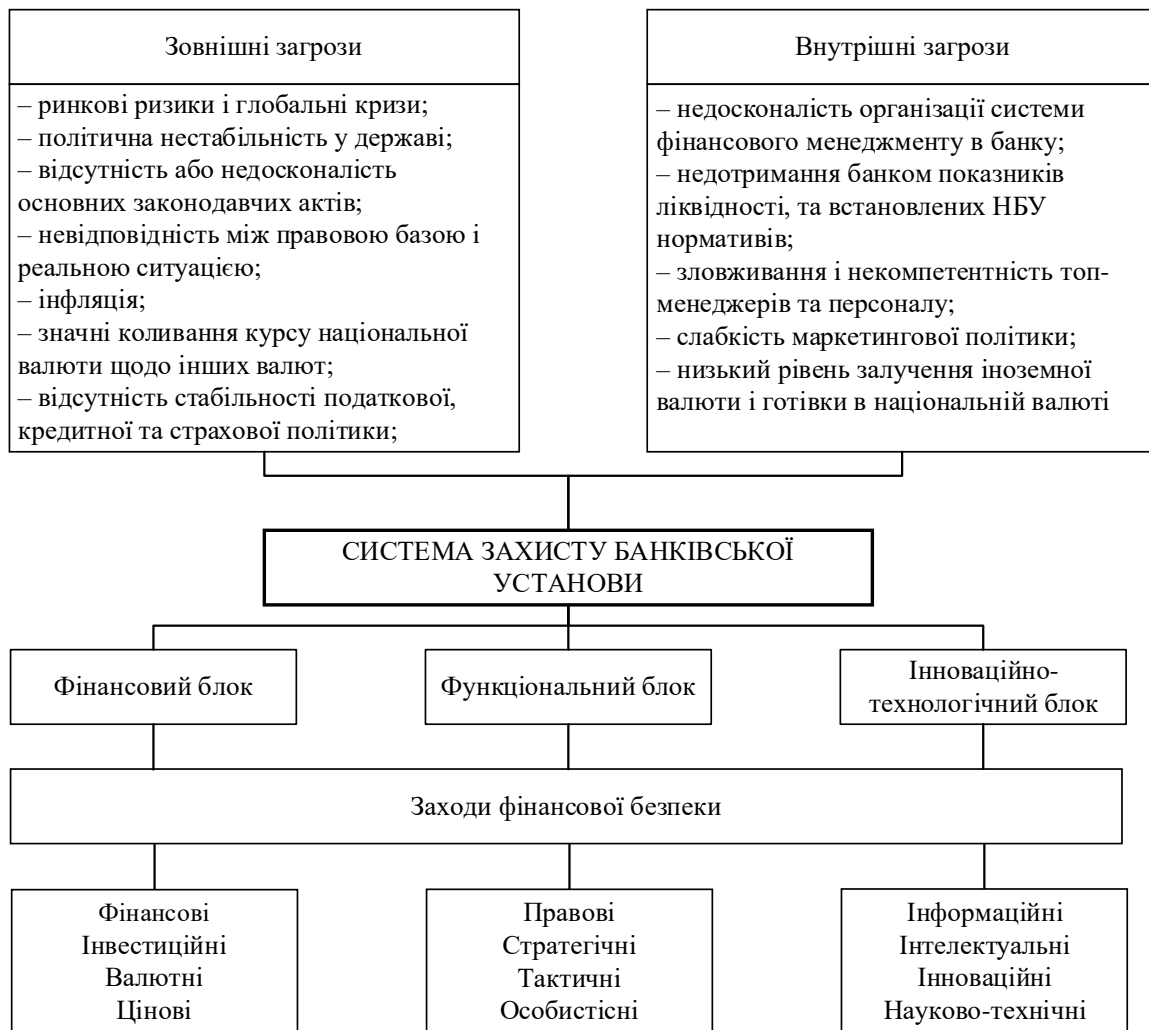 Зовнішні загрози
– ринкові ризики і глобальні кризи;
– політична нестабільність у державі;
– відсутність або недосконалість
основних законодавчих актів;
– невідповідність між правовою базою і
реальною ситуацією;
– інфляція;
– значні коливання курсу національної
валюти щодо інших валют;
– відсутність стабільності податкової,
кредитної та страхової політики;
Внутрішні загрози
– недосконалість організації системи
фінансового менеджменту в банку;
– недотримання банком показників
ліквідності, та встановлених НБУ
нормативів;
– зловживання і некомпетентність топ-
менеджерів та персоналу;
– слабкість маркетингової політики;
– низький рівень залучення іноземної
валюти і готівки в національній валюті
СИСТЕМА ЗАХИСТУ БАНКІВСЬКОЇ
УСТАНОВИ
Фінансовий блок
Функціональний блок
Інноваційно-
технологічний блок
Заходи фінансової безпеки
Фінансові
Інвестиційні
Валютні
Цінові
Правові
Стратегічні
Тактичні
Особистісні
Інформаційні
Інтелектуальні
Інноваційні
Науково-технічні